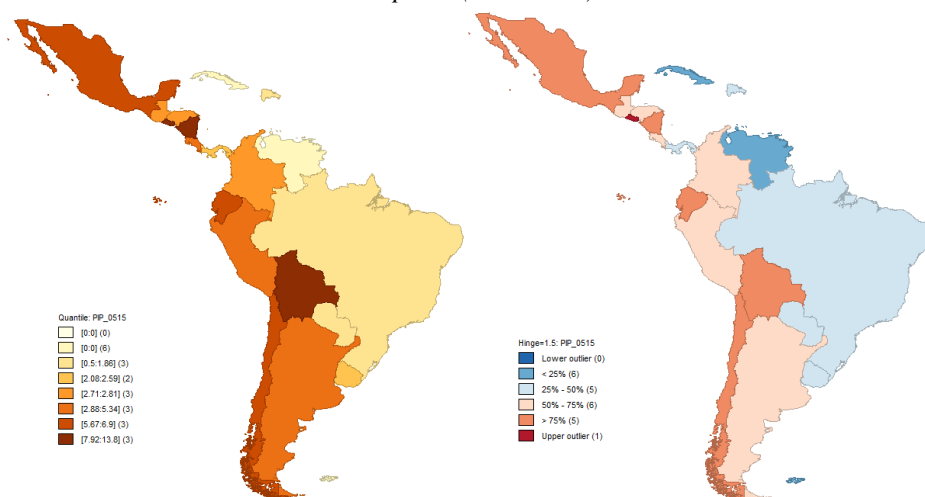 Quantile: PIP_0515
[0:0] (0)
[0:0] (6)
[0.5:1.86] (3)
[2.08:2.59] (2)
[2.71:2.81] (3)
[2.88:5.34] (3)
[5.67:6.9] (3)
[7.92:13.8] (3)
Hinge=1.5: PIP_0515
Lower outlier (0)
< 25% (6)
25% - 50% (5)
50% - 75% (6)
> 75% (5)
Upper outlier (1)